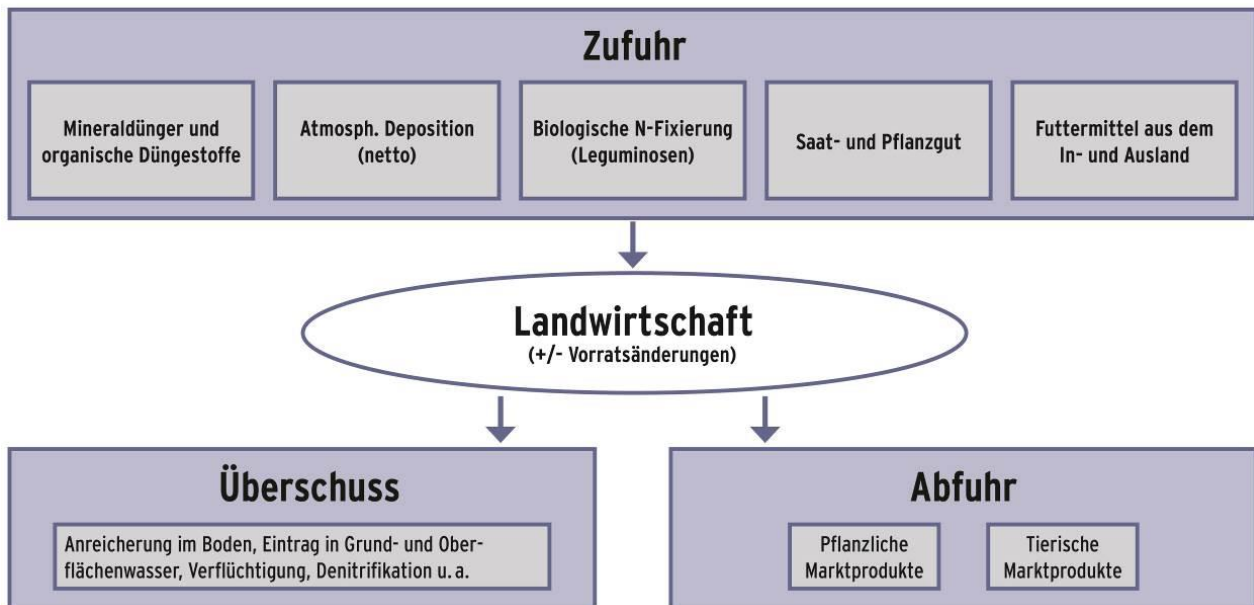 Zufuhr
Mineraldünger und
organische Düngestoffe
Atmosph. Deposition
(netto)
Biologische N-Fixierung
(Leguminosen)
Saat- und Pflanzgut
Futtermittel aus dem
In- und Ausland
Landwirtschaft
(+/- Vorratsänderungen)
Überschuss
Anreicherung im Boden, Eintrag in Grund- und Ober-
flächenwasser, Verflüchtigung, Denitrifikation u. a.
Abfuhr
Pflanzliche
Marktprodukte
Tierische
Marktprodukte